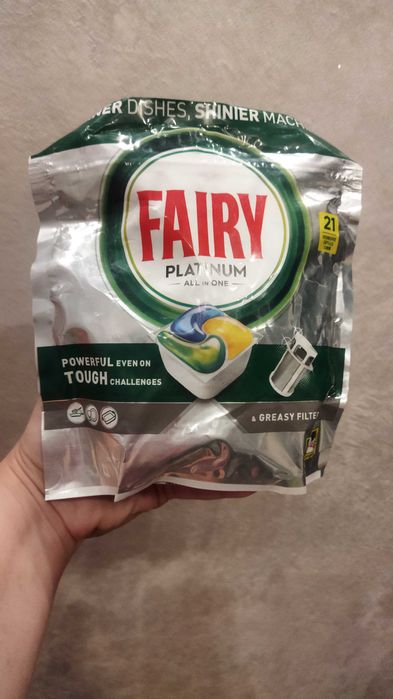 ER DISHES, SHINIER MACH
FAIRY
PLATINUM
ALL IN ONE
21
POWERFUL EVEN ON
TOUGH CHALLENGES
& GREASY FILTE